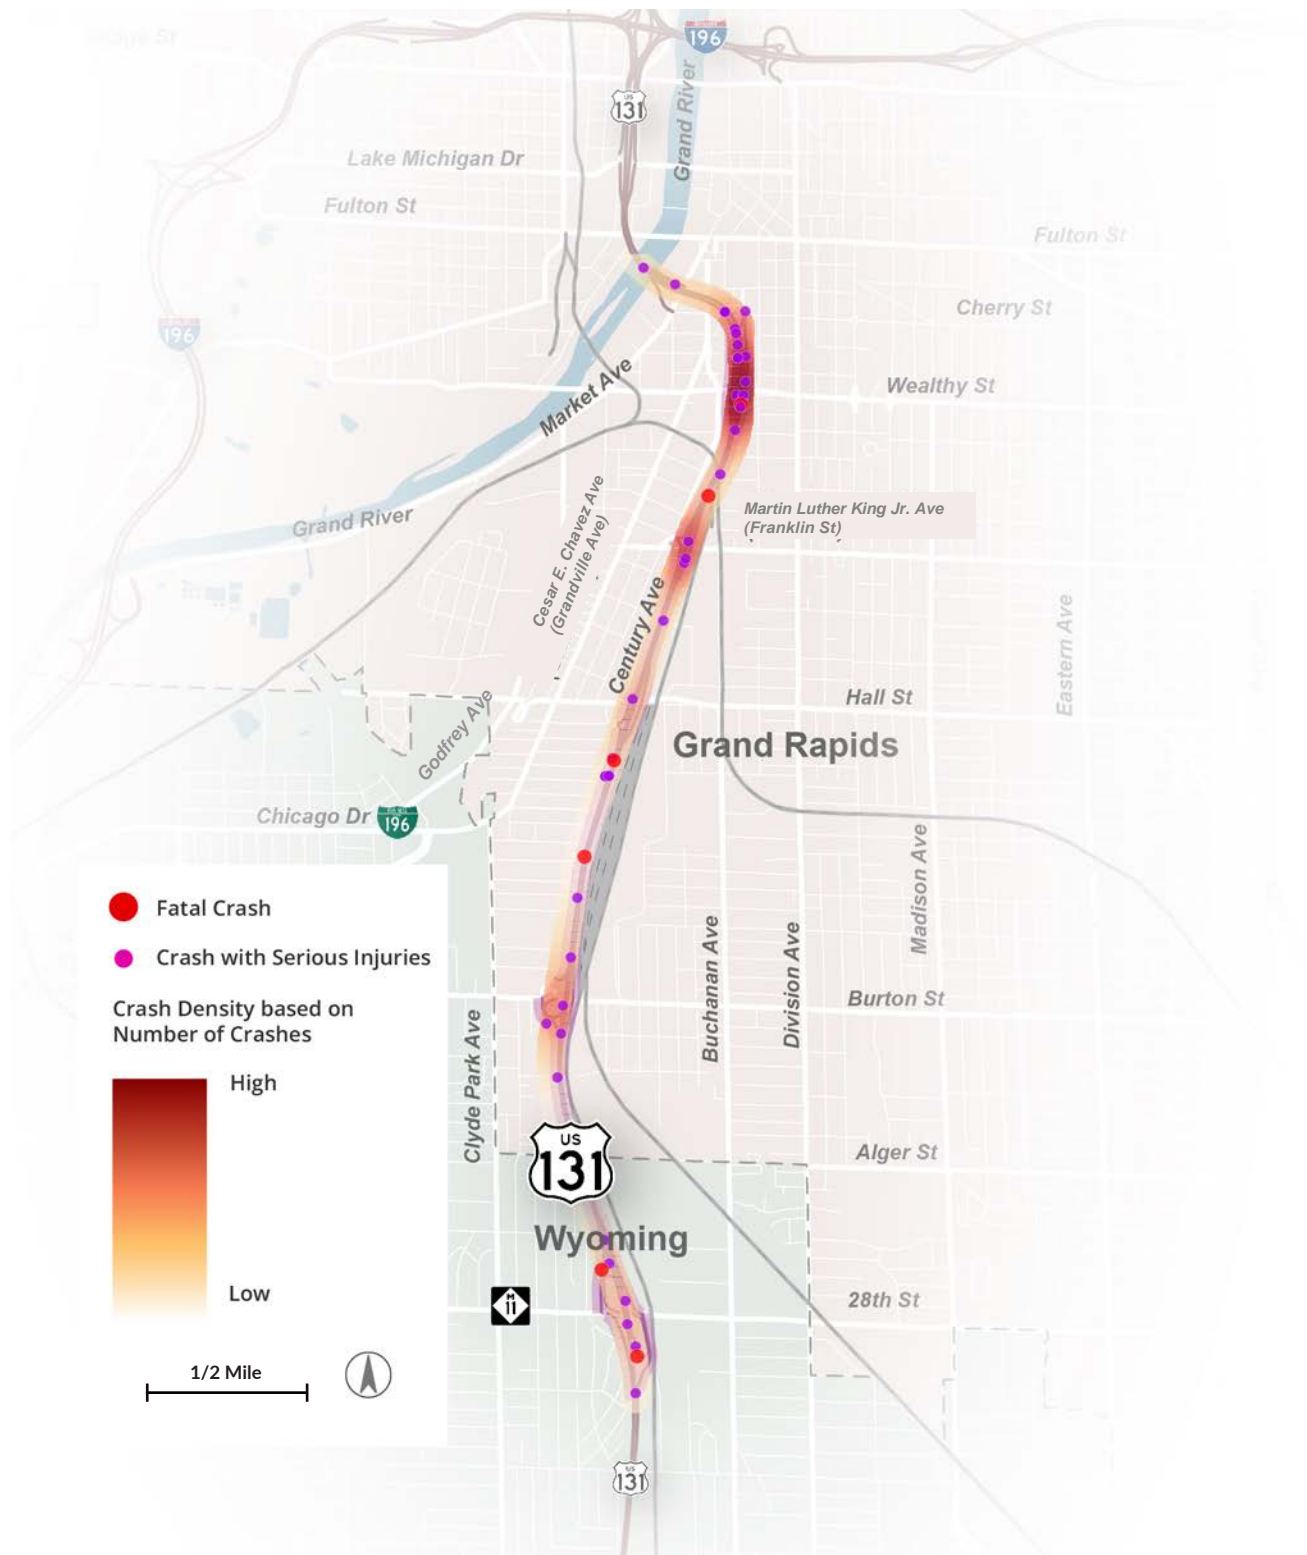 196
US
131
Grand River
Lake Michigan Dr
Fulton St
Fulton St
Cherry St
196
Market Ave
Wealthy St
Grand River
Cesar E. Chavez Ave
(Grandville Ave)
Martin Luther King Jr. Ave
(Franklin St)
Century Ave
Eastern Ave
Godfrey Ave
Hall St
Grand Rapids
Chicago Dr
196
Madison Ave
Fatal Crash
Crash with Serious Injuries
Crash Density based on
Number of Crashes
High
Low
1/2 Mile
Buchanan Ave
Division Ave
Burton St
Clyde Park Ave
US
131
Alger St
Wyoming
M
11
28th St
US
131